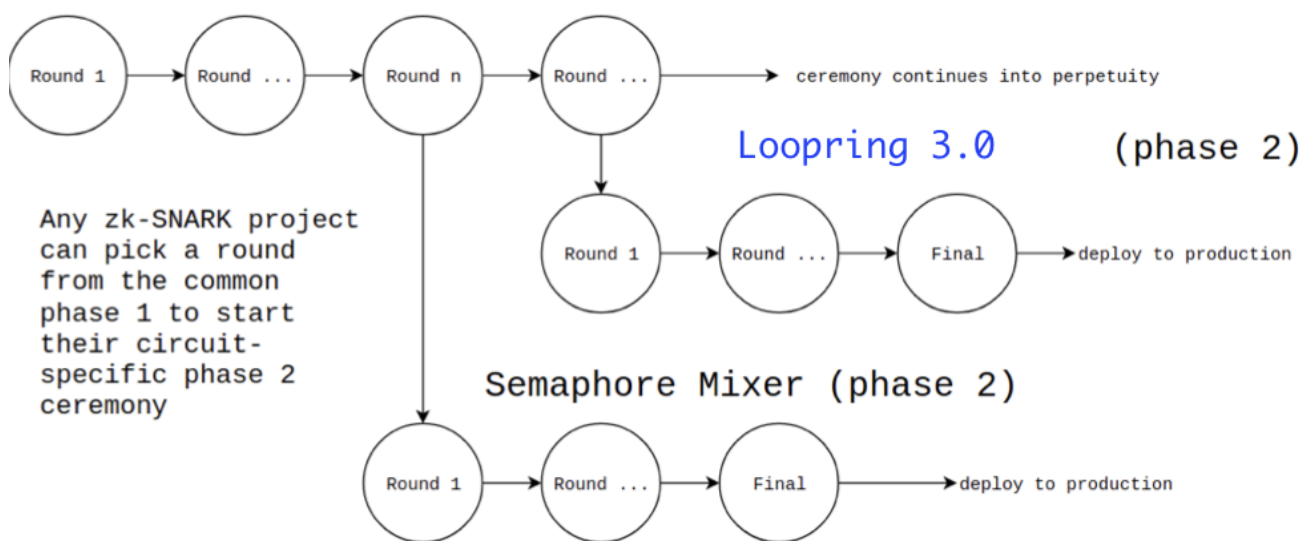 Round 1
Round ...
Round n
Round ...
ceremony continues into perpetuity
Loopring 3.0 (phase 2)
Any zk-SNARK project
can pick a round
from the common
phase 1 to start
their circuit-
specific phase 2
ceremony
Round 1
Round ...
Final
deploy to production
Semaphore Mixer (phase 2)
Round 1
Round ...
Final
deploy to production